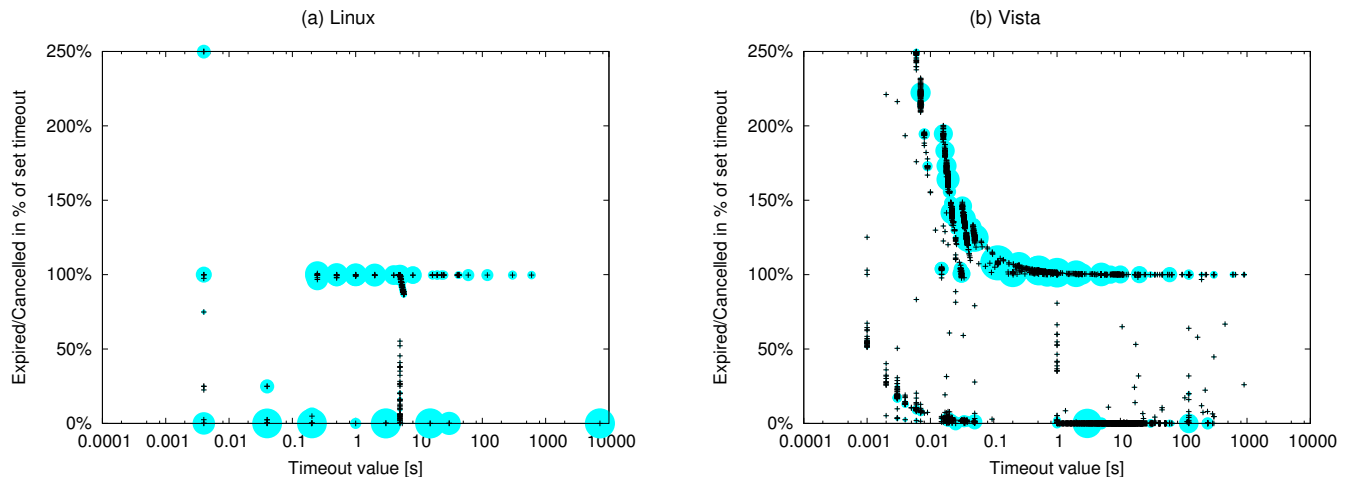 (a) Linux
250%
200%
150%
100%
50%
0%
0.0001 0.001 0.01 0.1 1 10 100 1000 10000
Expired/Cancelled in % of set timeout
Timeout value [s]
(b) Vista
250%
200%
150%
100%
50%
0%
0.0001 0.001 0.01 0.1 1 10 100 1000 10000
Expired/Cancelled in % of set timeout
Timeout value [s]